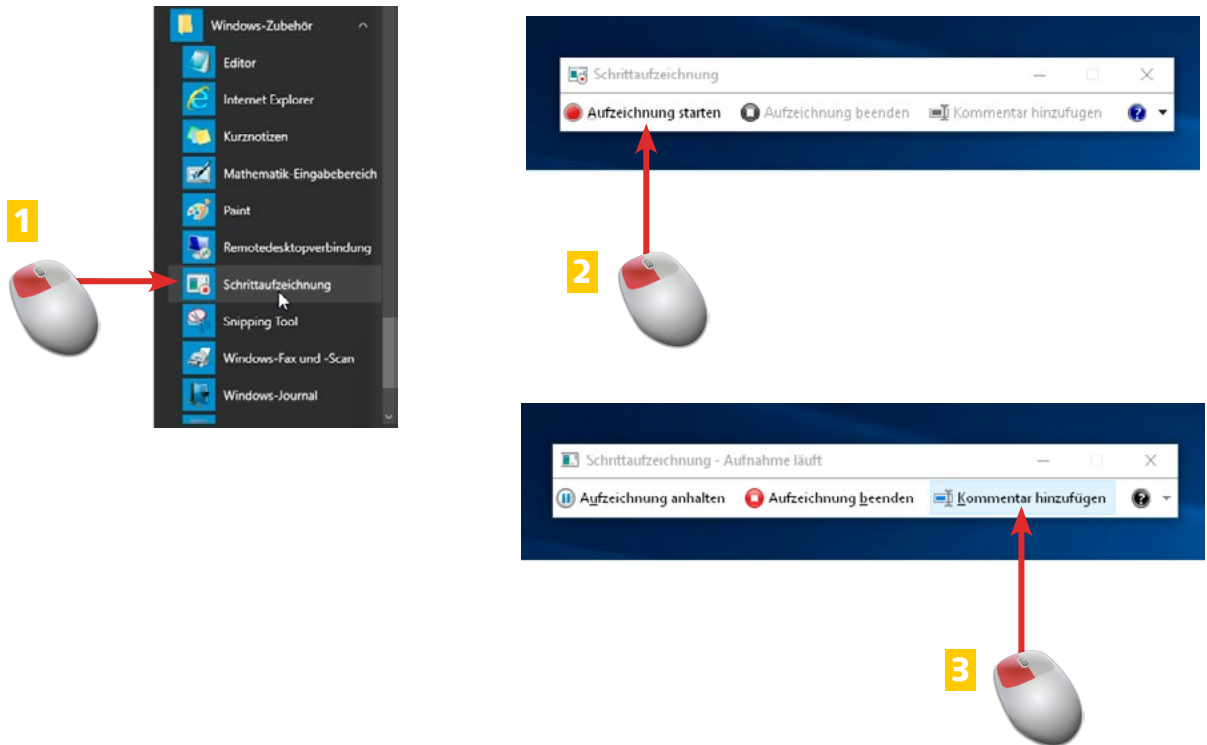 Windows-Zubehör
Editor
Internet Explorer
Kurznotizen
Mathematik-Eingabebereich
Paint
Remotedesktopverbindung
Schrittaufzeichnung
Snipping Tool
Windows-Fax und -Scan
Windows-Journal
1
Schrittaufzeichnung
Aufzeichnung starten Aufzeichnung beenden Kommentar hinzufugen ?
2
Schrittaufzeichnung - Aufnahme läuft
Aufzeichnung anhalten Aufzeichnung beenden Kommentar hinzufügen ?
3